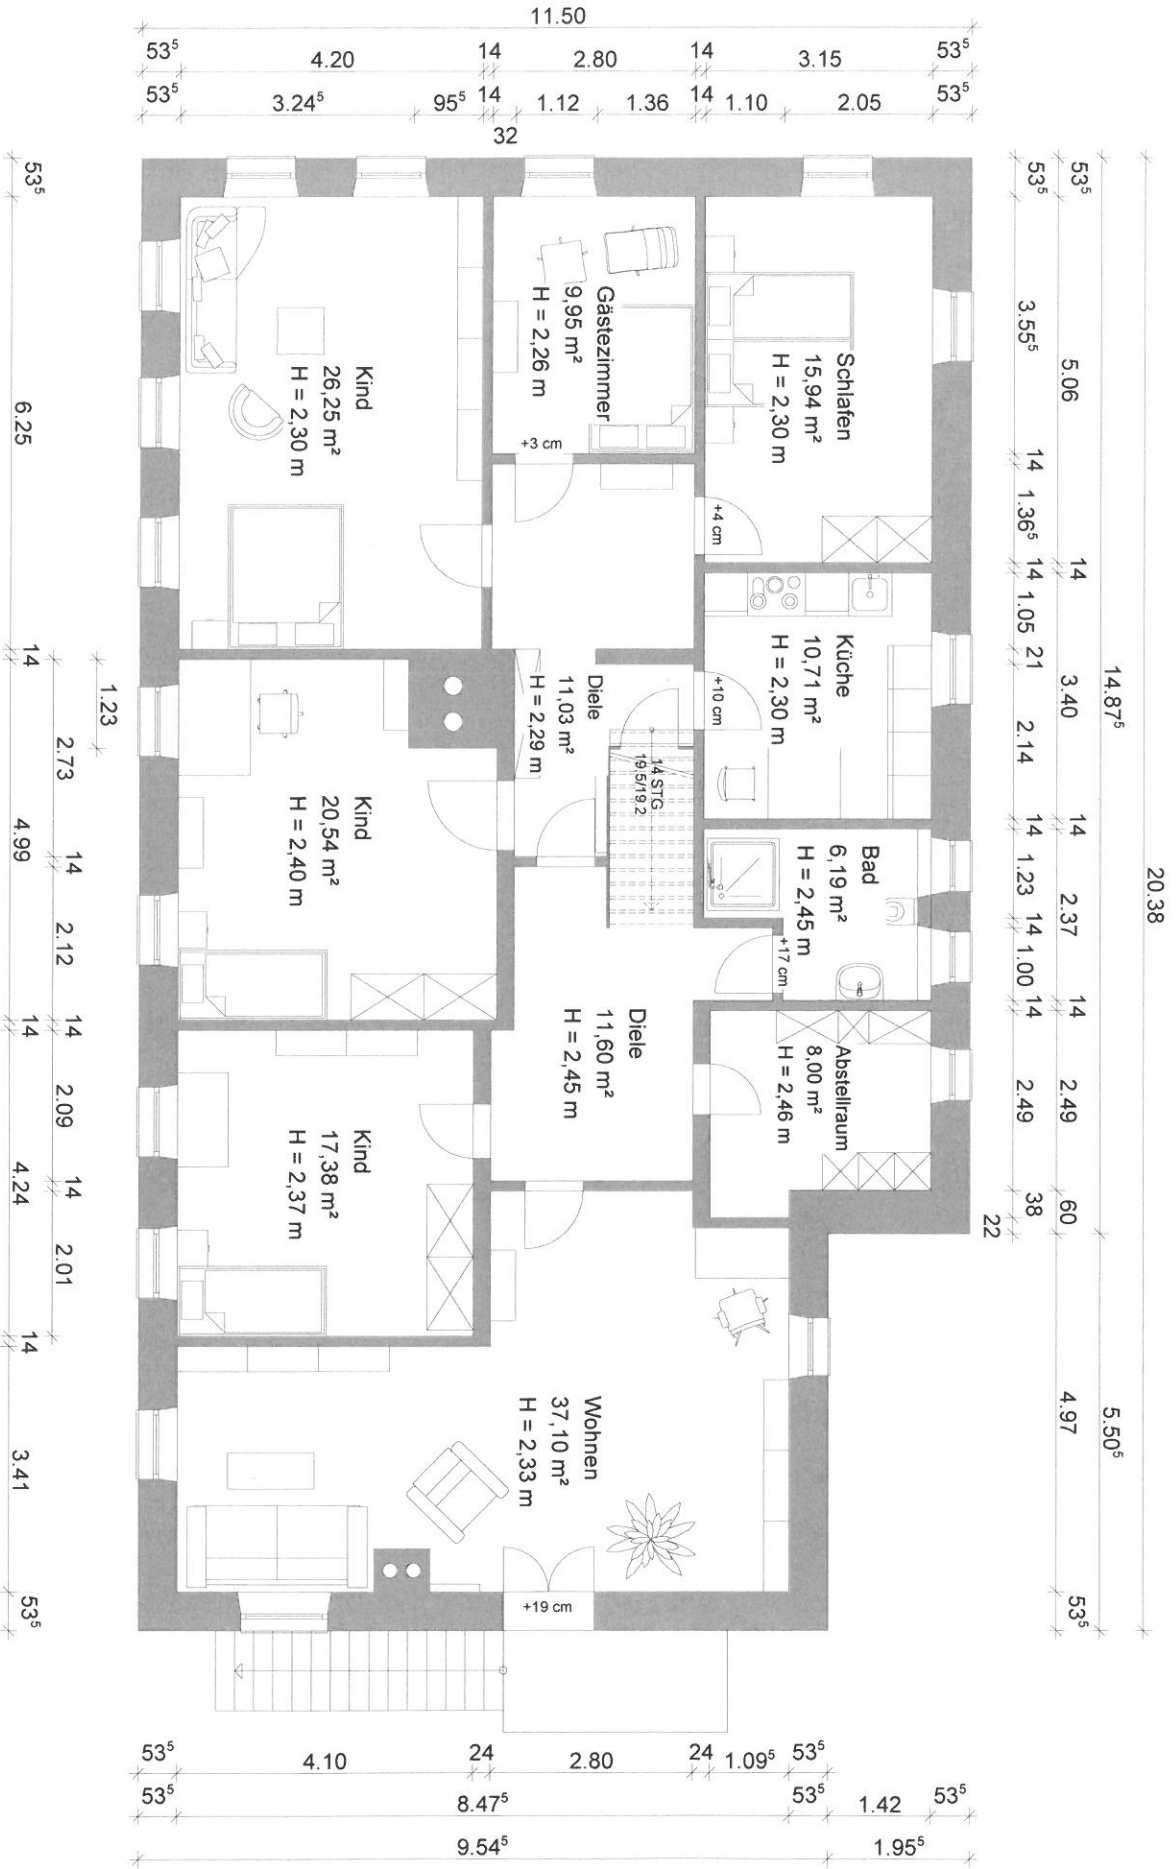 11.50
53⁵ 4.20 14 2.80 14 3.15 53⁵
53⁵ 3.24⁵ 95⁵ 14 1.12 1.36 14 1.10 2.05 53⁵
32
Schlafen
15,94 m²
H = 2,30 m
Gästezimmer
9,95 m²
H = 2,26 m
Kind
26,25 m²
H = 2,30 m
+3 cm
+4 cm
Küche
10,71 m²
H = 2,30 m
+10 cm
Diele
11,03 m²
H = 2,29 m
14 STG
19.5/19.2
Kind
20,54 m²
H = 2,40 m
Bad
6,19 m²
H = 2,45 m
+17 cm
Diele
11,60 m²
H = 2,45 m
Abstellraum
8,00 m²
H = 2,46 m
Kind
17,38 m²
H = 2,37 m
Wohnen
37,10 m²
H = 2,33 m
+19 cm
20.38
14.87⁵ 5.50⁵
53⁵ 5.06 14 3.40 14 2.37 14 2.49 60 4.97 53⁵
53⁵ 3.55⁵ 14 1.36⁵ 14 1.05 21 2.14 14 1.23 14 1.00 14 2.49 38
22
1.23
2.73 14 2.12 14 2.09 14 2.01
53⁵ 6.25 14 4.99 14 4.24 14 3.41 53⁵
53⁵ 4.10 24 2.80 24 1.09⁵ 53⁵
53⁵ 8.47⁵ 53⁵ 1.42 53⁵
9.54⁵ 1.95⁵